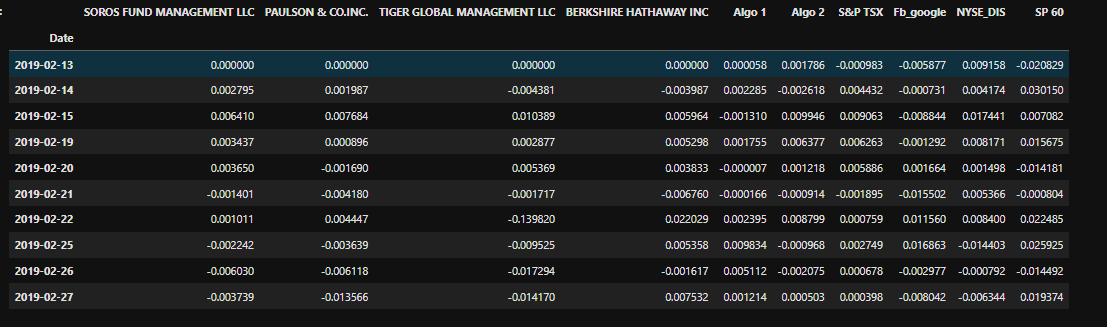 SOROS FUND MANAGEMENT LLC PAULSON & CO.INC. TIGER GLOBAL MANAGEMENT LLC BERKSHIRE HATHAWAY INC Algo 1 Algo 2 S&P TSX Fb_google NYSE_DIS SP 60
Date
2019-02-13 0.000000 0.000000 0.000000 0.000000 0.000058 0.001786 -0.000983 -0.005877 0.009158 -0.020829
2019-02-14 0.002795 0.001987 -0.004381 -0.003987 0.002285 -0.002618 0.004432 -0.000731 0.004174 0.030150
2019-02-15 0.006410 0.007684 0.010389 0.005964 -0.001310 0.009946 0.009063 -0.008844 0.017441 0.007082
2019-02-19 0.003437 0.000896 0.002877 0.005298 0.001755 0.006377 0.006263 -0.001292 0.008171 0.015675
2019-02-20 0.003650 -0.001690 0.005369 0.003833 -0.000007 0.001218 0.005886 0.001664 0.001498 -0.014181
2019-02-21 -0.001401 -0.004180 -0.001717 -0.006760 -0.000166 -0.000914 -0.001895 -0.015502 0.005366 -0.000804
2019-02-22 0.001011 0.004447 -0.139820 0.022029 0.002395 0.008799 0.000759 0.011560 0.008400 0.022485
2019-02-25 -0.002242 -0.003639 -0.009525 0.005358 0.009834 -0.000968 0.002749 0.016863 -0.014403 0.025925
2019-02-26 -0.006030 -0.006118 -0.017294 -0.001617 0.005112 -0.002075 0.000678 -0.002977 -0.000792 -0.014492
2019-02-27 -0.003739 -0.013566 -0.014170 0.007532 0.001214 0.000503 0.000398 -0.008042 -0.006344 0.019374